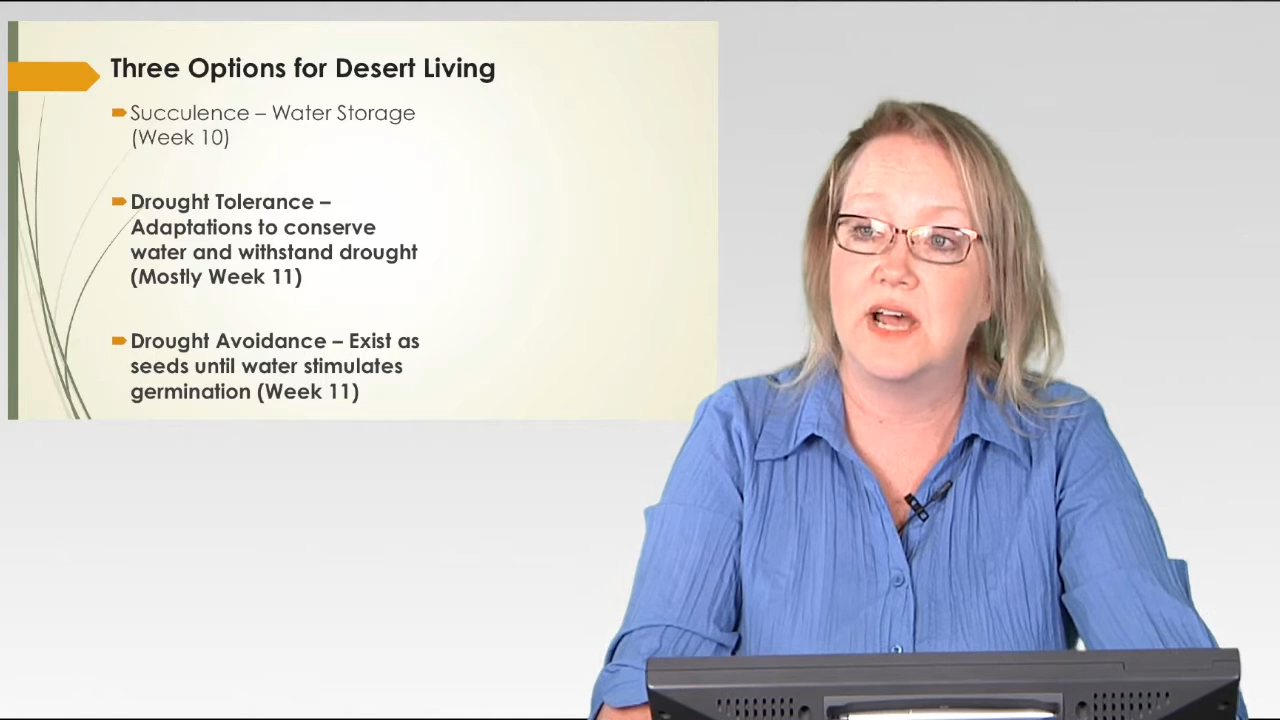 Three Options for Desert Living
Succulence – Water Storage
(Week 10)
Drought Tolerance –
Adaptations to conserve
water and withstand drought
(Mostly Week 11)
Drought Avoidance – Exist as
seeds until water stimulates
germination (Week 11)